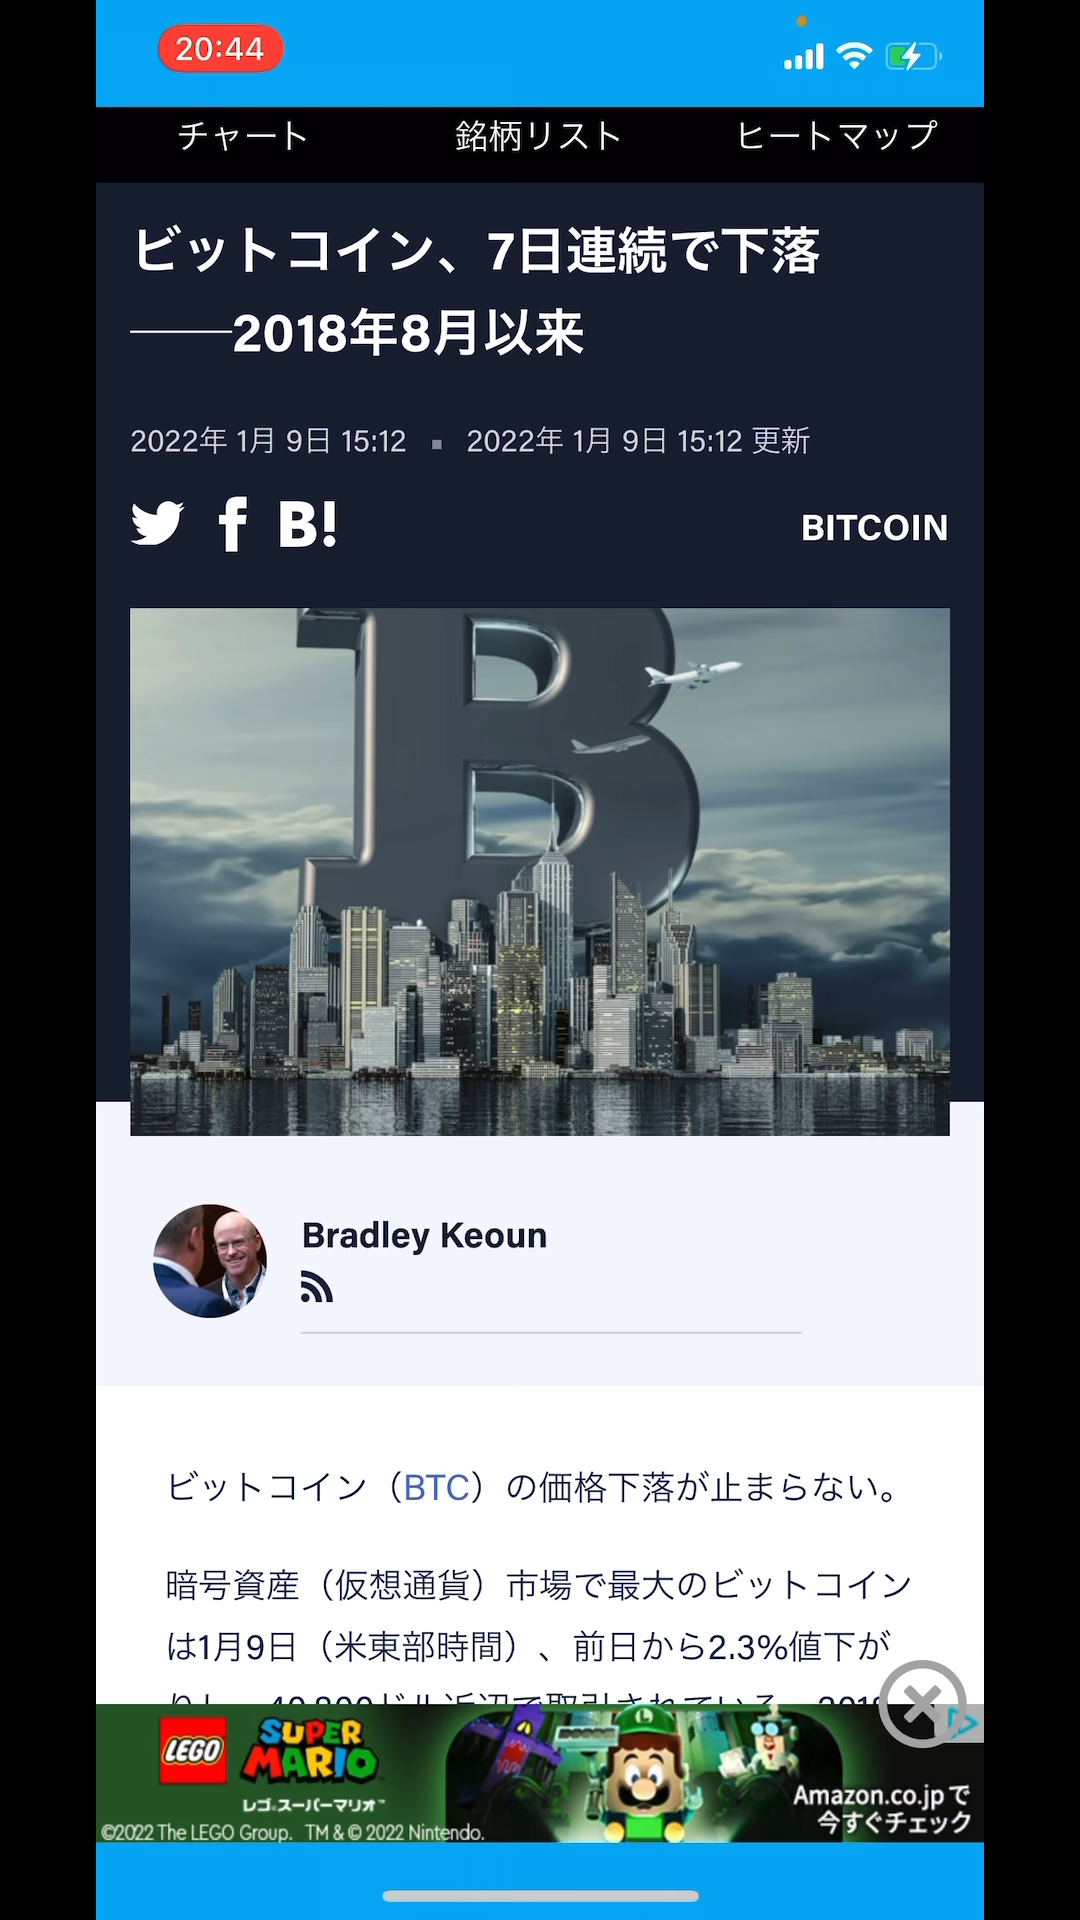 20:44
チャート 銘柄リスト ヒートマップ
ビットコイン、7日連続で下落
──2018年8月以来
2022年 1月 9日 15:12 ■ 2022年 1月 9日 15:12 更新
B!
BITCOIN
Bradley Keoun
ビットコイン（BTC）の価格下落が止まらない。
暗号資産（仮想通貨）市場で最大のビットコイン
は1月9日（米東部時間）、前日から2.3%値下が
LEGO
SUPER
MARIO
レゴ®スーパーマリオ™
©2022 The LEGO Group. TM & © 2022 Nintendo.
Amazon.co.jpで
今すぐチェック